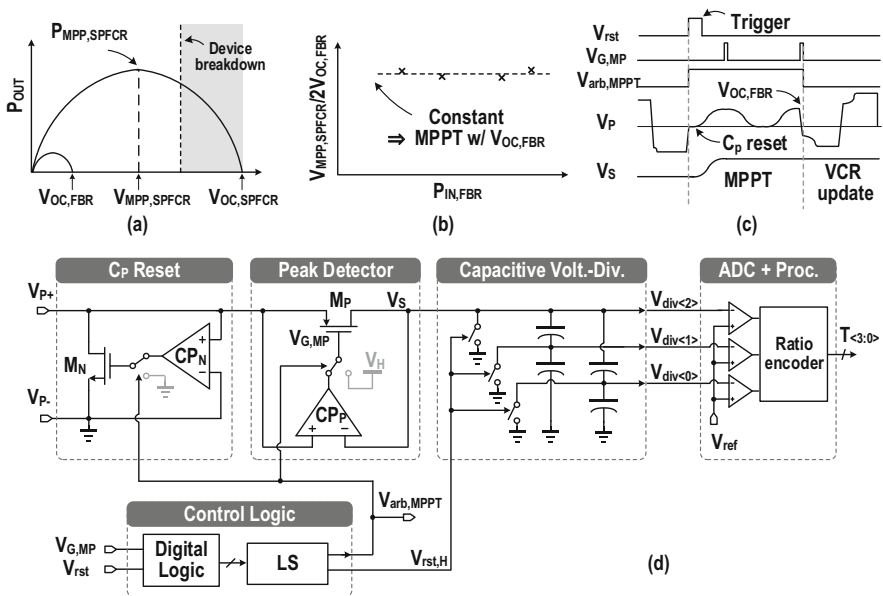 P_OUT
P_MPP,SPFCR
Device
breakdown
V_OC,FBR
V_MPP,SPFCR
V_OC,SPFCR
(a)
V_MPP,SPFCR/2V_OC,FBR
Constant
⇒ MPPT w/ V_OC,FBR
P_IN,FBR
(b)
V_rst
Trigger
V_G,MP
V_arb,MPPT
V_OC,FBR
V_P
C_p reset
V_S
MPPT
VCR
update
(c)
C_P Reset
V_P+
M_N
CP_N
+
−
V_P-
Peak Detector
M_P
V_S
V_G,MP
V_H
CP_P
+
−
Capacitive Volt.-Div.
V_div<2>
V_div<1>
V_div<0>
ADC + Proc.
−
+
−
+
−
+
Ratio
encoder
T_<3:0>
V_ref
Control Logic
V_G,MP
V_rst
Digital
Logic
LS
V_arb,MPPT
V_rst,H
(d)